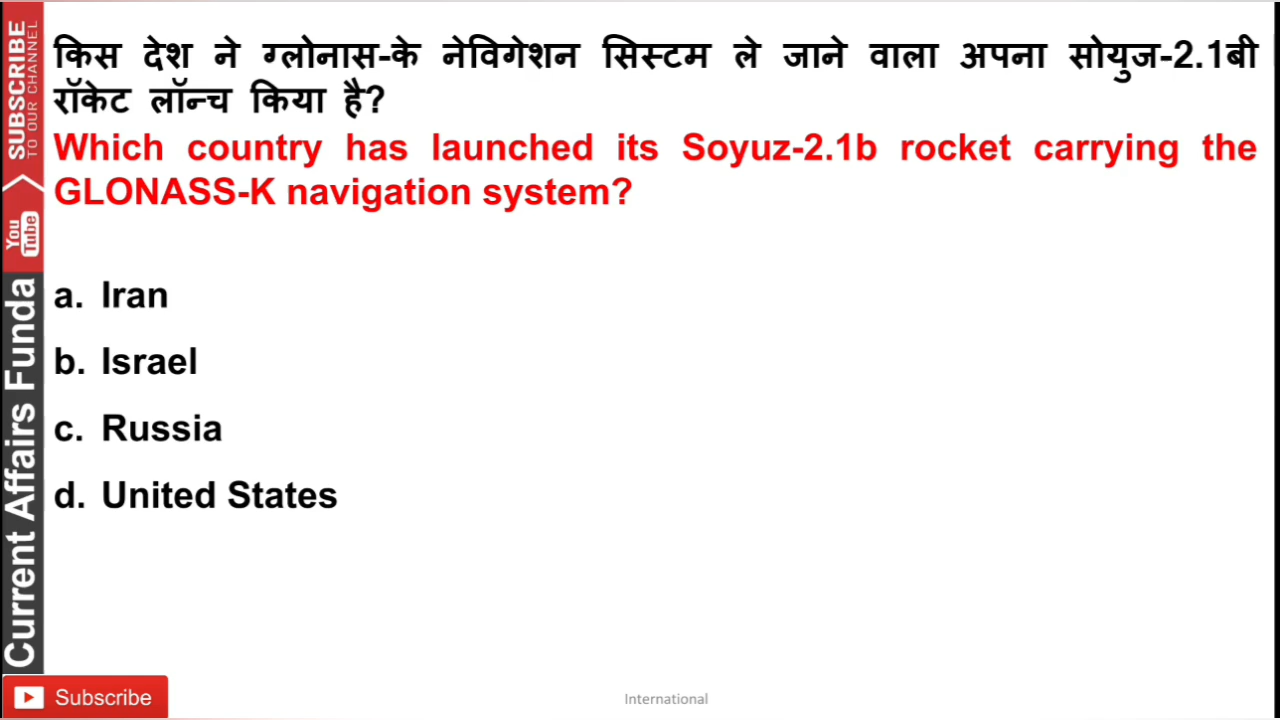 किस देश ने ग्लोनास-के नेविगेशन सिस्टम ले जाने वाला अपना सोयुज-2.1बी
रॉकेट लॉन्च किया है?
Which country has launched its Soyuz-2.1b rocket carrying the
GLONASS-K navigation system?
a. Iran
b. Israel
c. Russia
d. United States
SUBSCRIBE
TO OUR CHANNEL
You
Tube
Current Affairs Funda
Subscribe
International